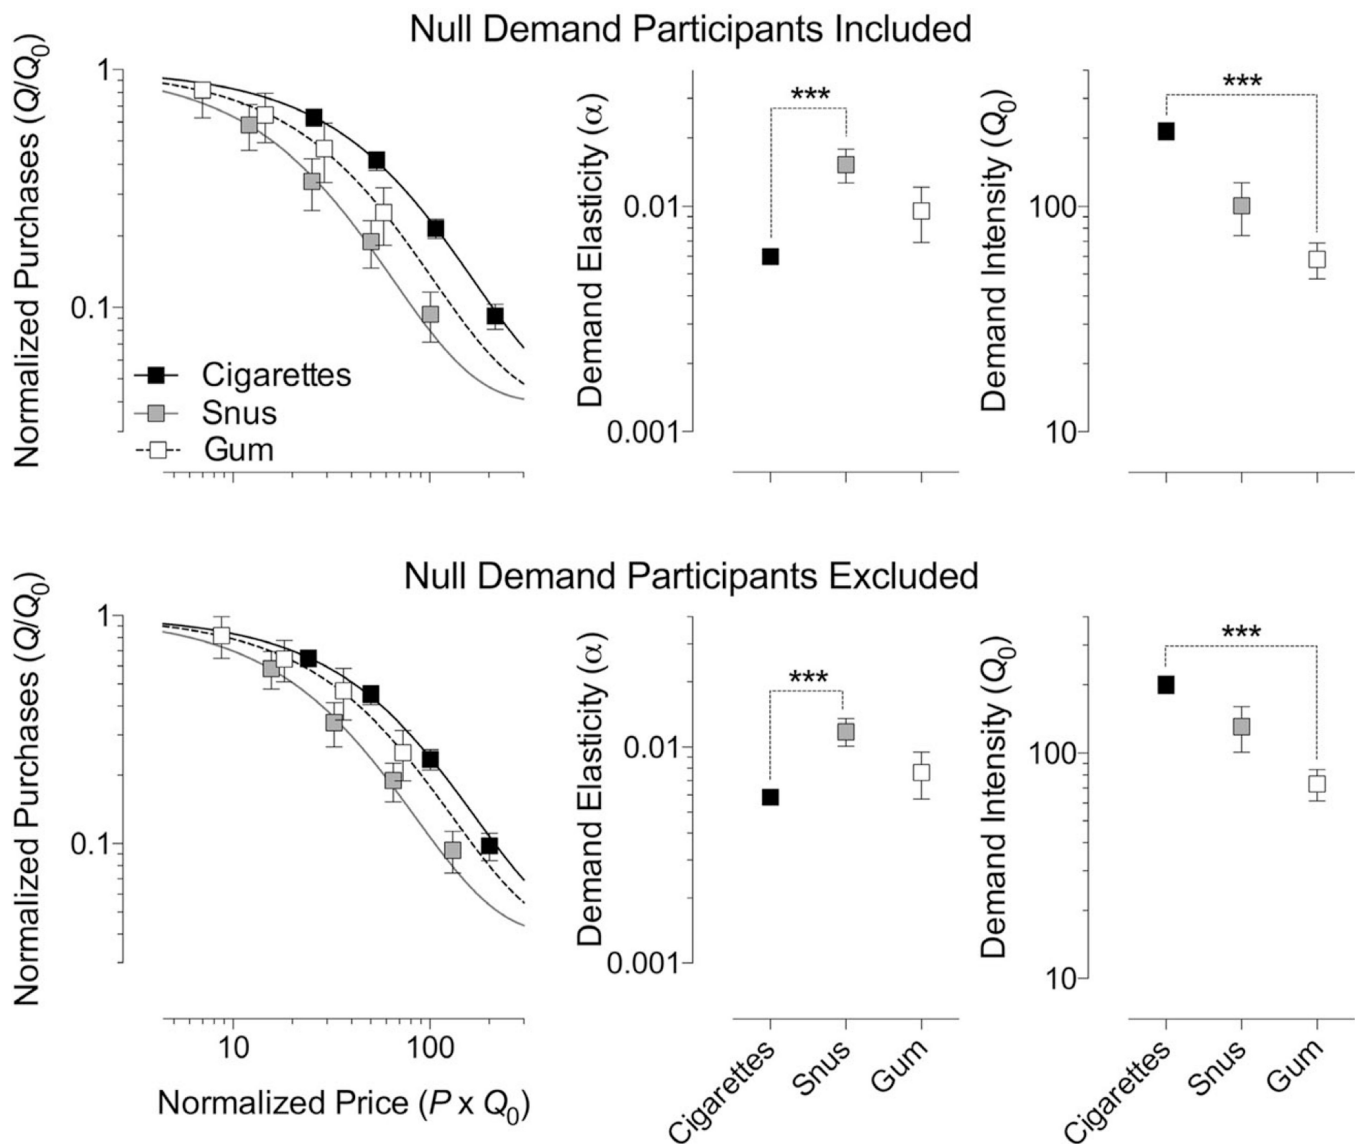 Null Demand Participants Included
Normalized Purchases (Q/Q0)
1
0.1
Cigarettes
Snus
Gum
Demand Elasticity (α)
0.01
0.001
***
Demand Intensity (Q0)
100
10
***
Null Demand Participants Excluded
Normalized Purchases (Q/Q0)
1
0.1
10
100
Normalized Price (P x Q0)
Demand Elasticity (α)
0.01
0.001
***
Cigarettes
Snus
Gum
Demand Intensity (Q0)
100
10
***
Cigarettes
Snus
Gum